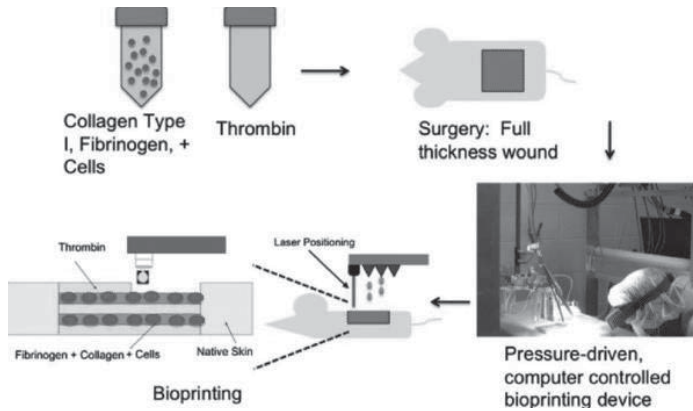 Collagen Type
I, Fibrinogen, +
Cells
Thrombin
Surgery: Full
thickness wound
Pressure-driven,
computer controlled
bioprinting device
Laser Positioning
Thrombin
Fibrinogen + Collagen + Cells
Native Skin
Bioprinting